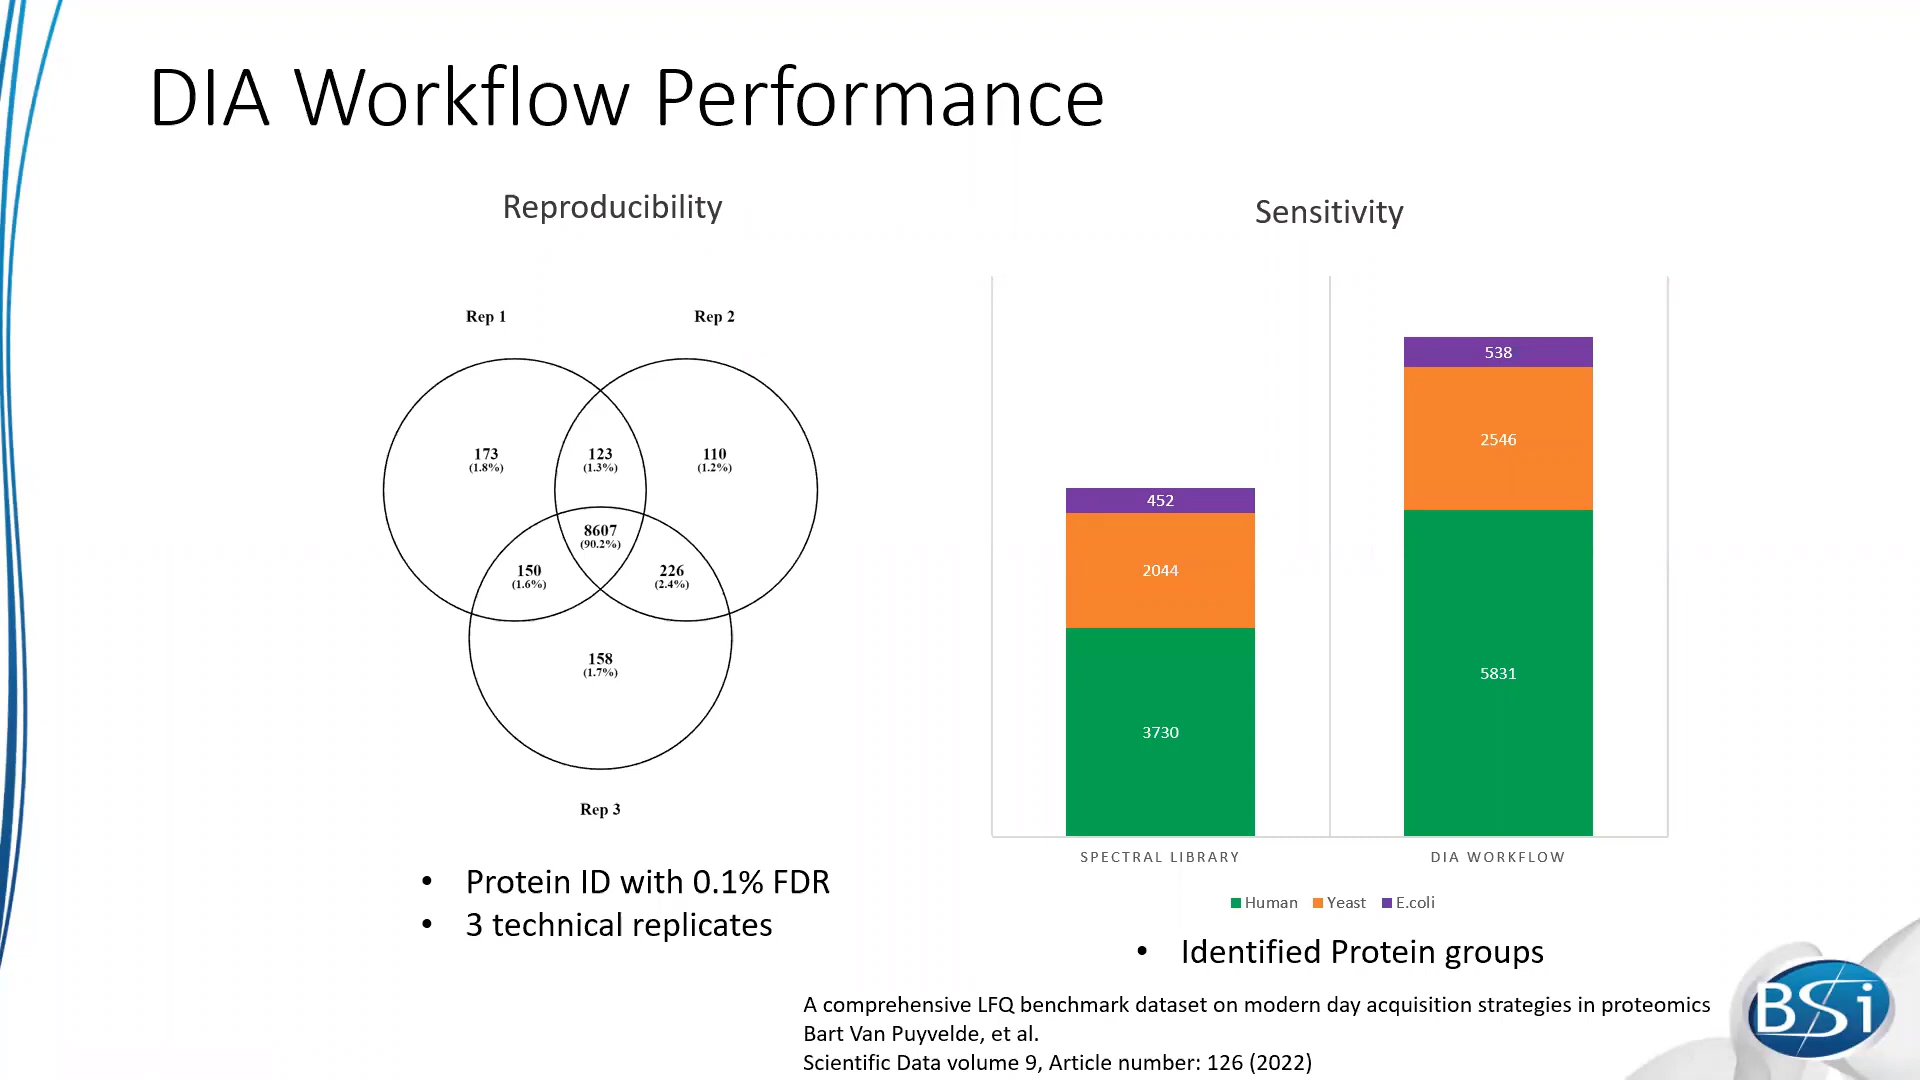 DIA Workflow Performance
Reproducibility
Rep 1
Rep 2
173
(1.8%)
123
(1.3%)
110
(1.2%)
8607
(90.2%)
150
(1.6%)
226
(2.4%)
158
(1.7%)
Rep 3
• Protein ID with 0.1% FDR
• 3 technical replicates
Sensitivity
452
2044
3730
538
2546
5831
SPECTRAL LIBRARY
DIA WORKFLOW
Human Yeast E.coli
• Identified Protein groups
A comprehensive LFQ benchmark dataset on modern day acquisition strategies in proteomics
Bart Van Puyvelde, et al.
Scientific Data volume 9, Article number: 126 (2022)
BSi